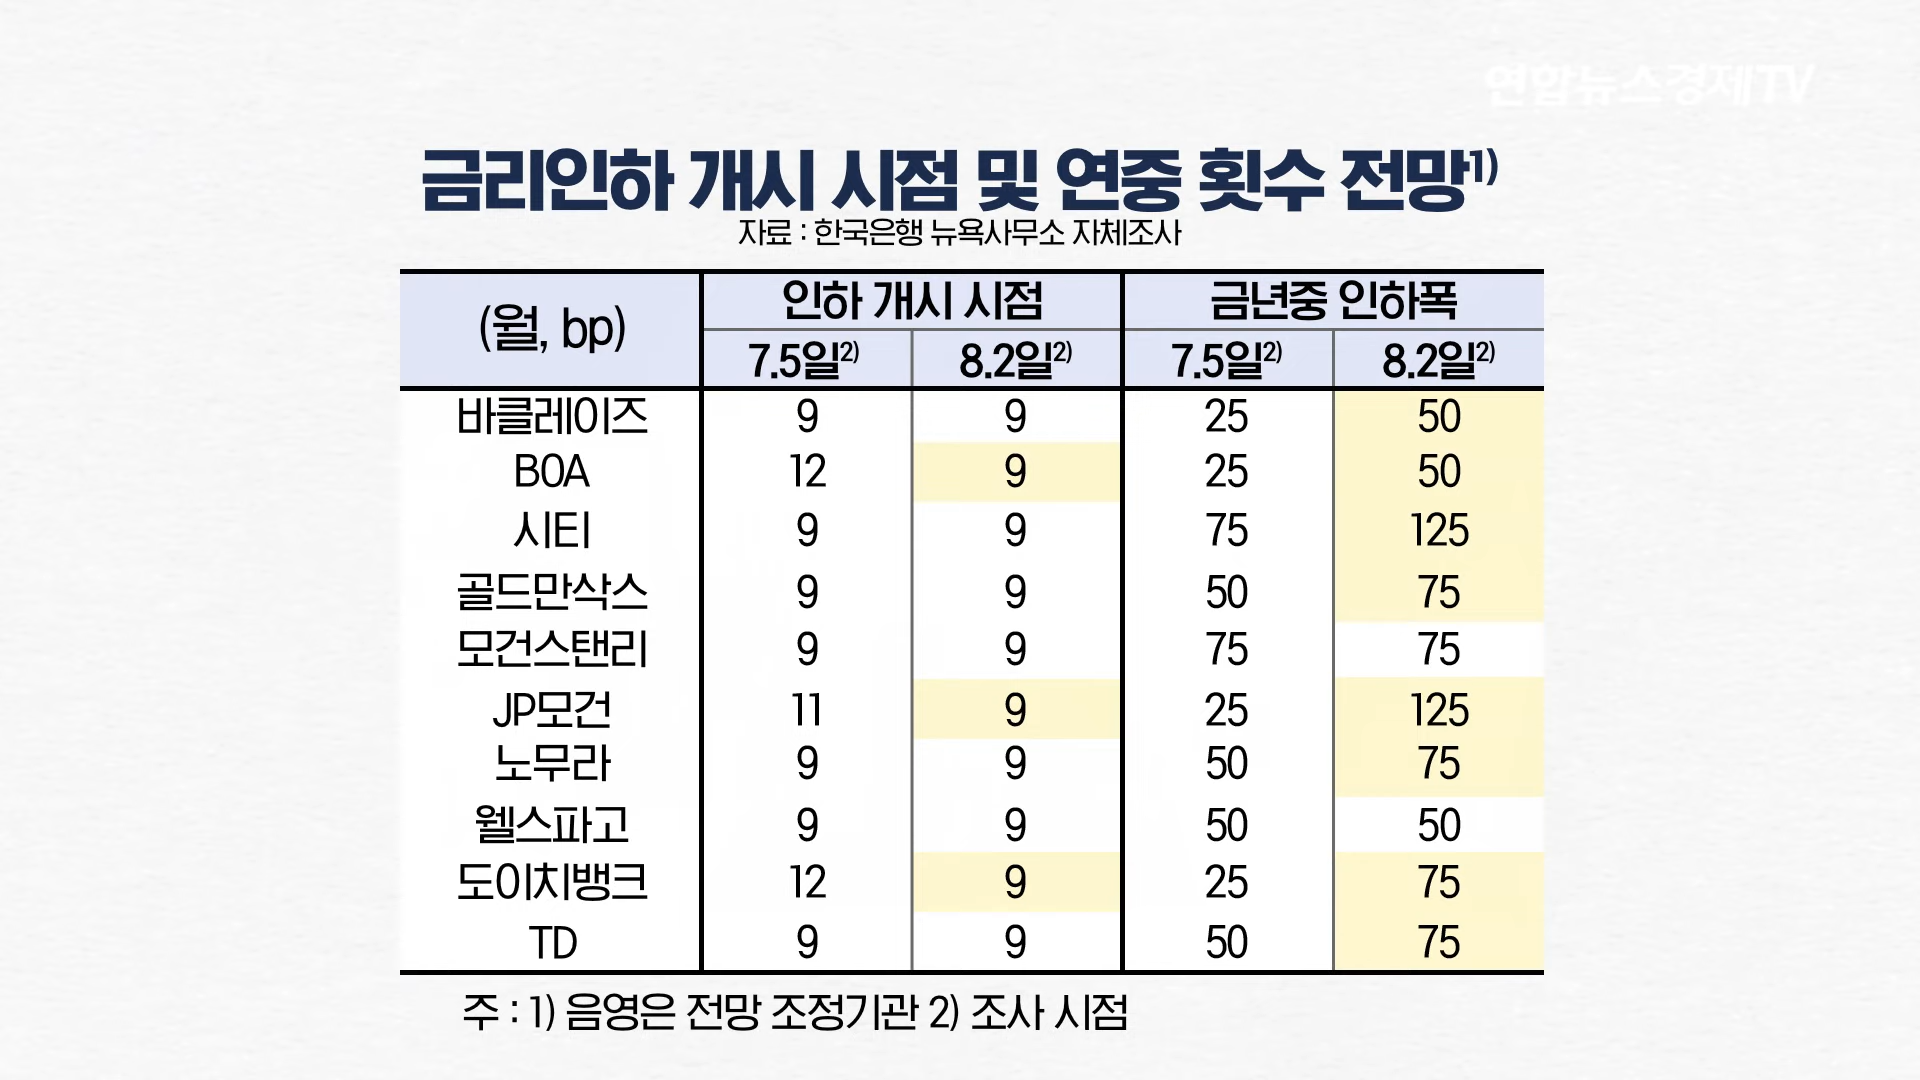 연합뉴스경제TV
금리인하 개시 시점 및 연중 횟수 전망1)
자료 : 한국은행 뉴욕사무소 자체조사
(월, bp) 인하 개시 시점 금년중 인하폭
7.5일2) 8.2일2) 7.5일2) 8.2일2)
바클레이즈 9 9 25 50
BOA 12 9 25 50
시티 9 9 75 125
골드만삭스 9 9 50 75
모건스탠리 9 9 75 75
JP모건 11 9 25 125
노무라 9 9 50 75
웰스파고 9 9 50 50
도이치뱅크 12 9 25 75
TD 9 9 50 75
주 : 1) 음영은 전망 조정기관 2) 조사 시점